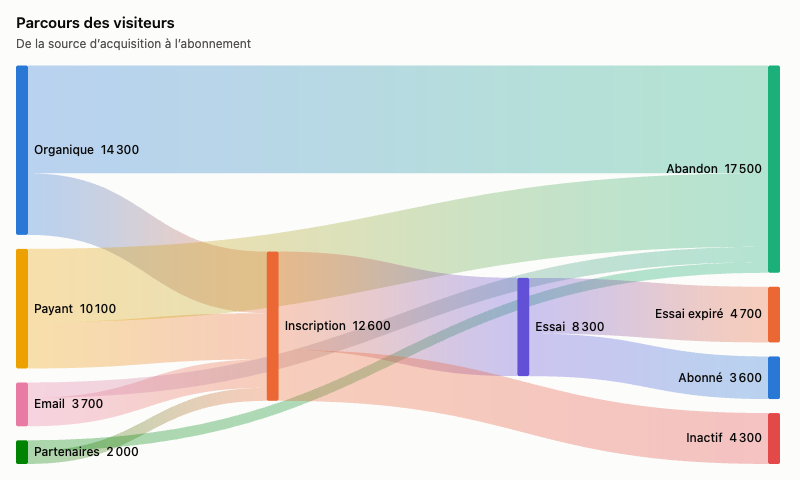 Parcours des visiteurs
De la source d’acquisition à l’abonnement
Organique 14 300
Abandon 17 500
Payant 10 100
Essai expiré 4 700
Inscription 12 600
Essai 8 300
Abonné 3 600
Email 3 700
Inactif 4 300
Partenaires 2 000